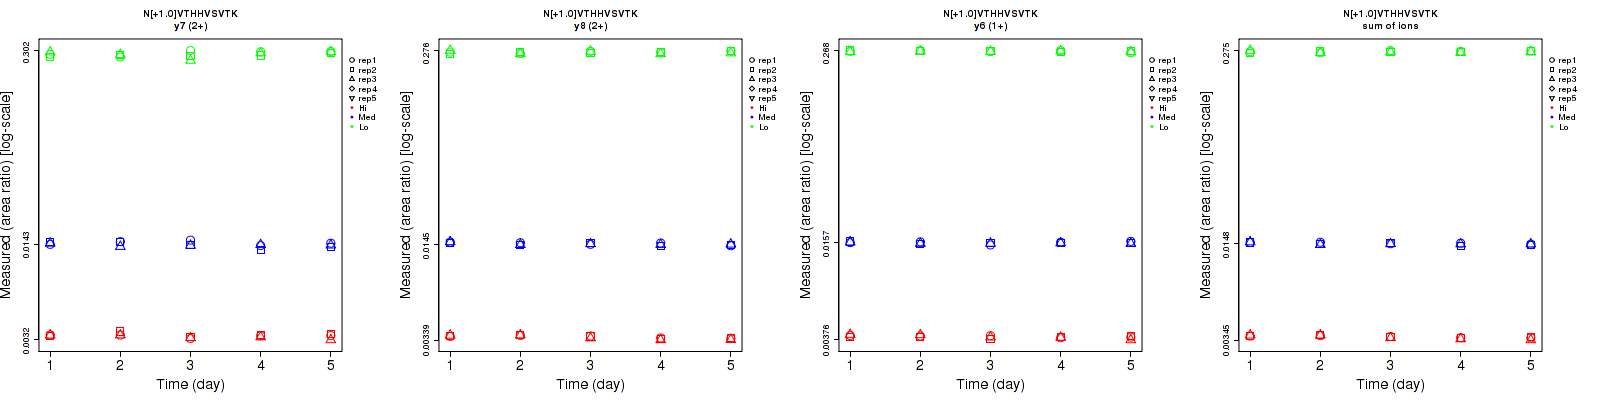 N[+1.0]VTHHVSVTK
y7 (2+)
Measured (area ratio) [log-scale]
0.302
0.0143
0.0032
1 2 3 4 5
Time (day)
rep1
rep2
rep3
rep4
rep5
Hi
Med
Lo
N[+1.0]VTHHVSVTK
y8 (2+)
Measured (area ratio) [log-scale]
0.276
0.0145
0.00339
1 2 3 4 5
Time (day)
rep1
rep2
rep3
rep4
rep5
Hi
Med
Lo
N[+1.0]VTHHVSVTK
y6 (1+)
Measured (area ratio) [log-scale]
0.268
0.0157
0.00376
1 2 3 4 5
Time (day)
rep1
rep2
rep3
rep4
rep5
Hi
Med
Lo
N[+1.0]VTHHVSVTK
sum of ions
Measured (area ratio) [log-scale]
0.275
0.0148
0.00345
1 2 3 4 5
Time (day)
rep1
rep2
rep3
rep4
rep5
Hi
Med
Lo